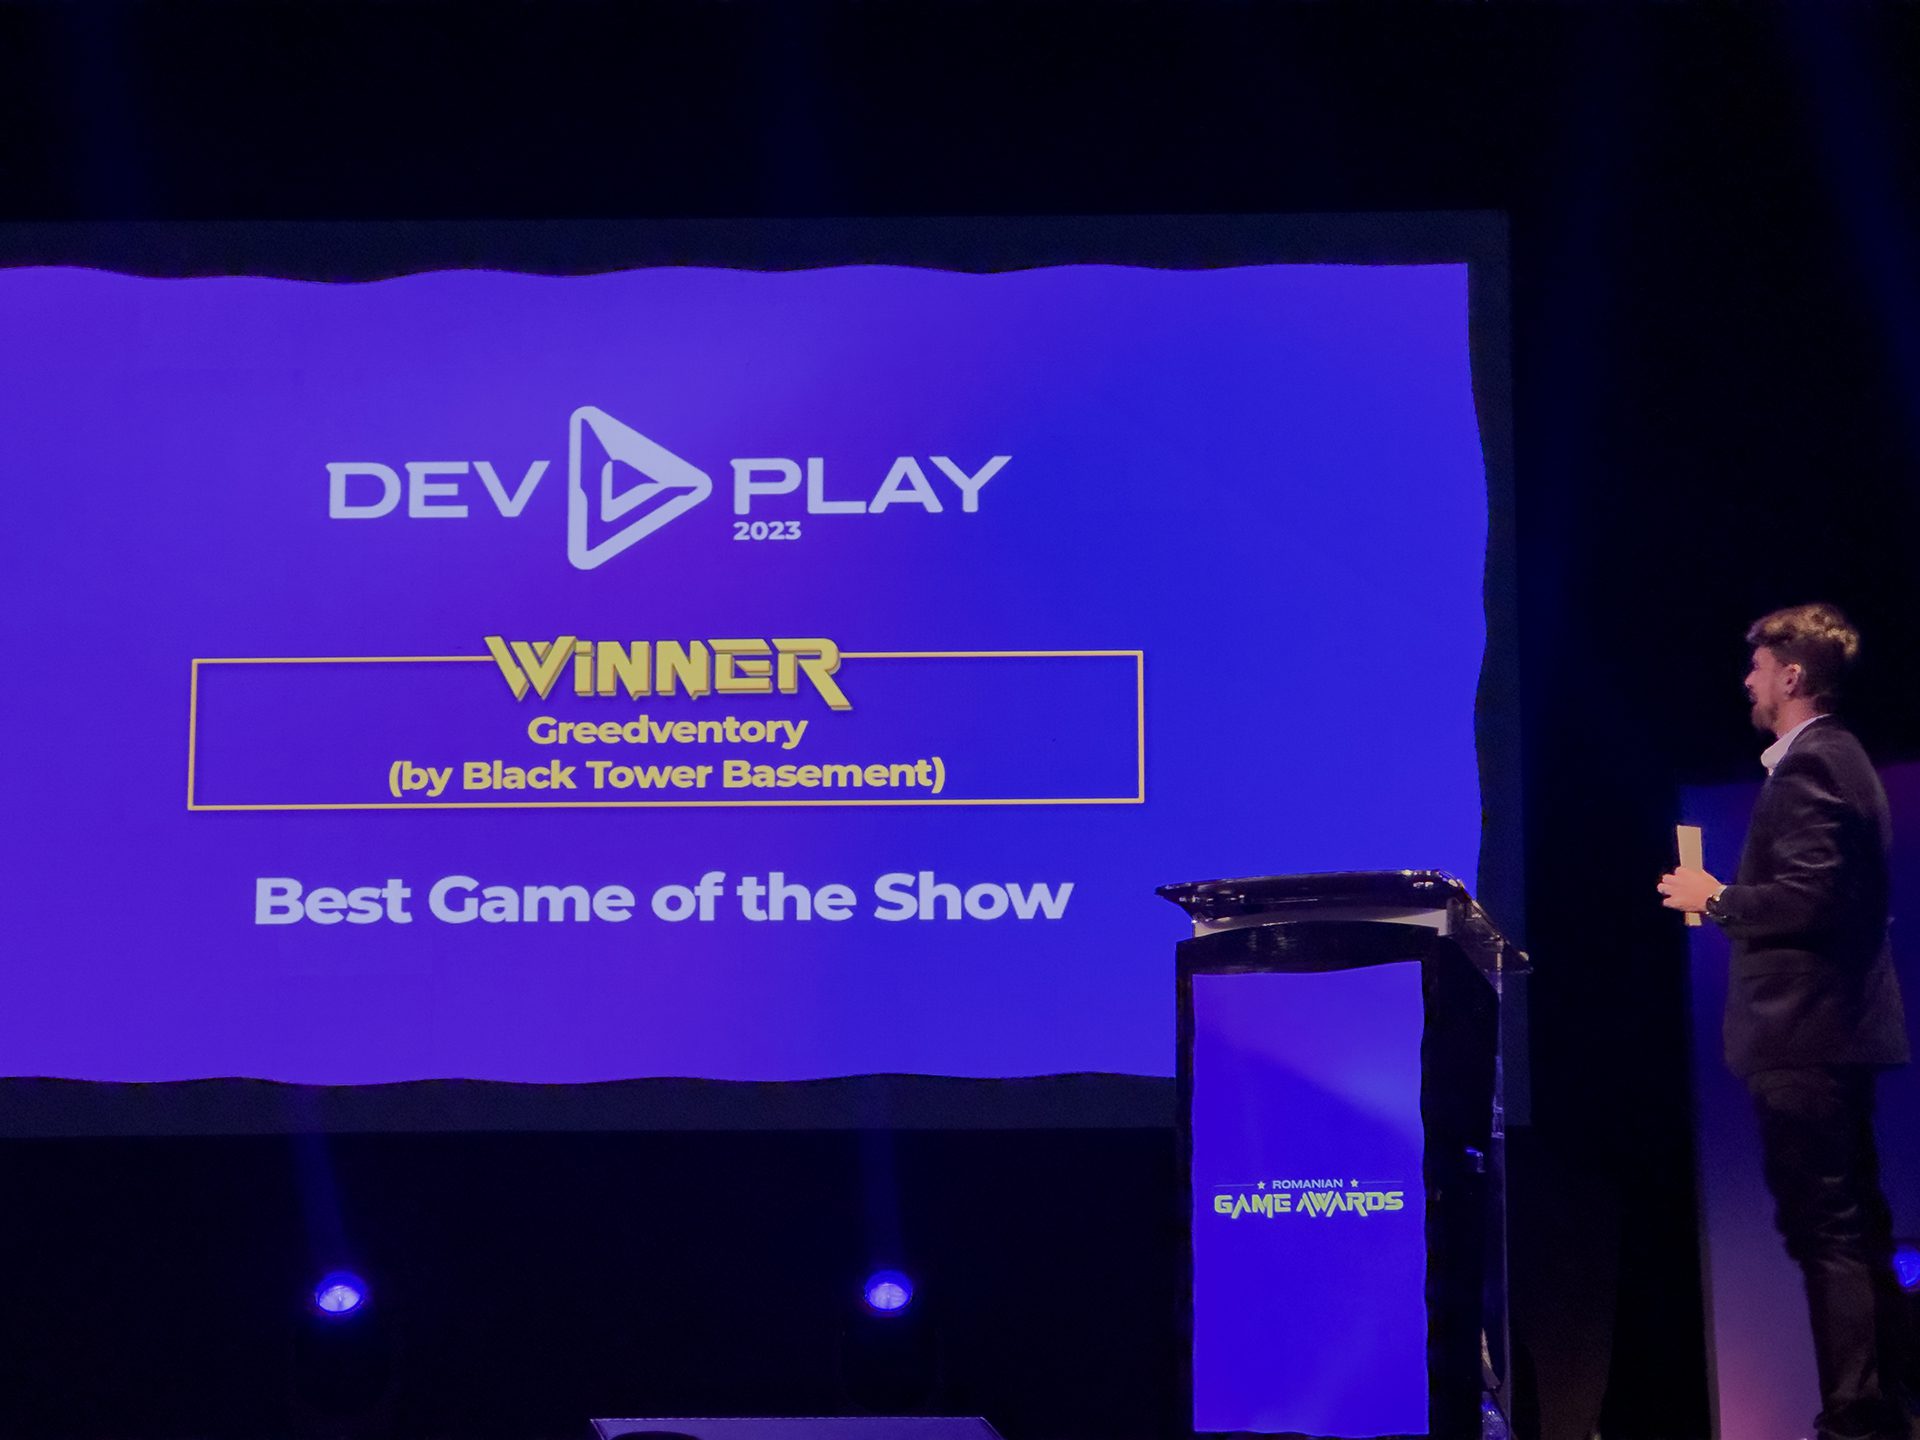 DEV PLAY
2023
WiNNER
Greedventory
(by Black Tower Basement)
Best Game of the Show
ROMANIAN
GAME AWARDS